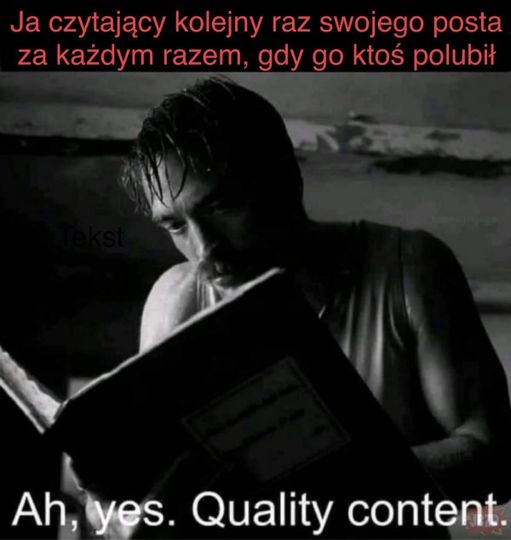 Ja czytający kolejny raz swojego posta
za każdym razem, gdy go ktoś polubił
Tekst
Ah, yes. Quality content.